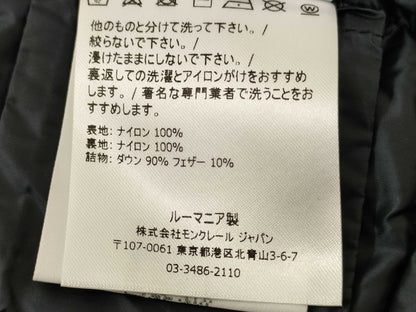 他のものと分けて洗って下さい。/
絞らないで下さい。/
浸けたままにしないで下さい。/
裏返しての洗濯とアイロンがけをおすすめ
します。/ 著名な専門業者で洗うことをお
すすめします。
表地: ナイロン 100%
裏地: ナイロン 100%
詰物: ダウン 90% フェザー 10%
ルーマニア製
株式会社モンクレール ジャパン
〒107-0061 東京都港区北青山3-6-7
03-3486-2110